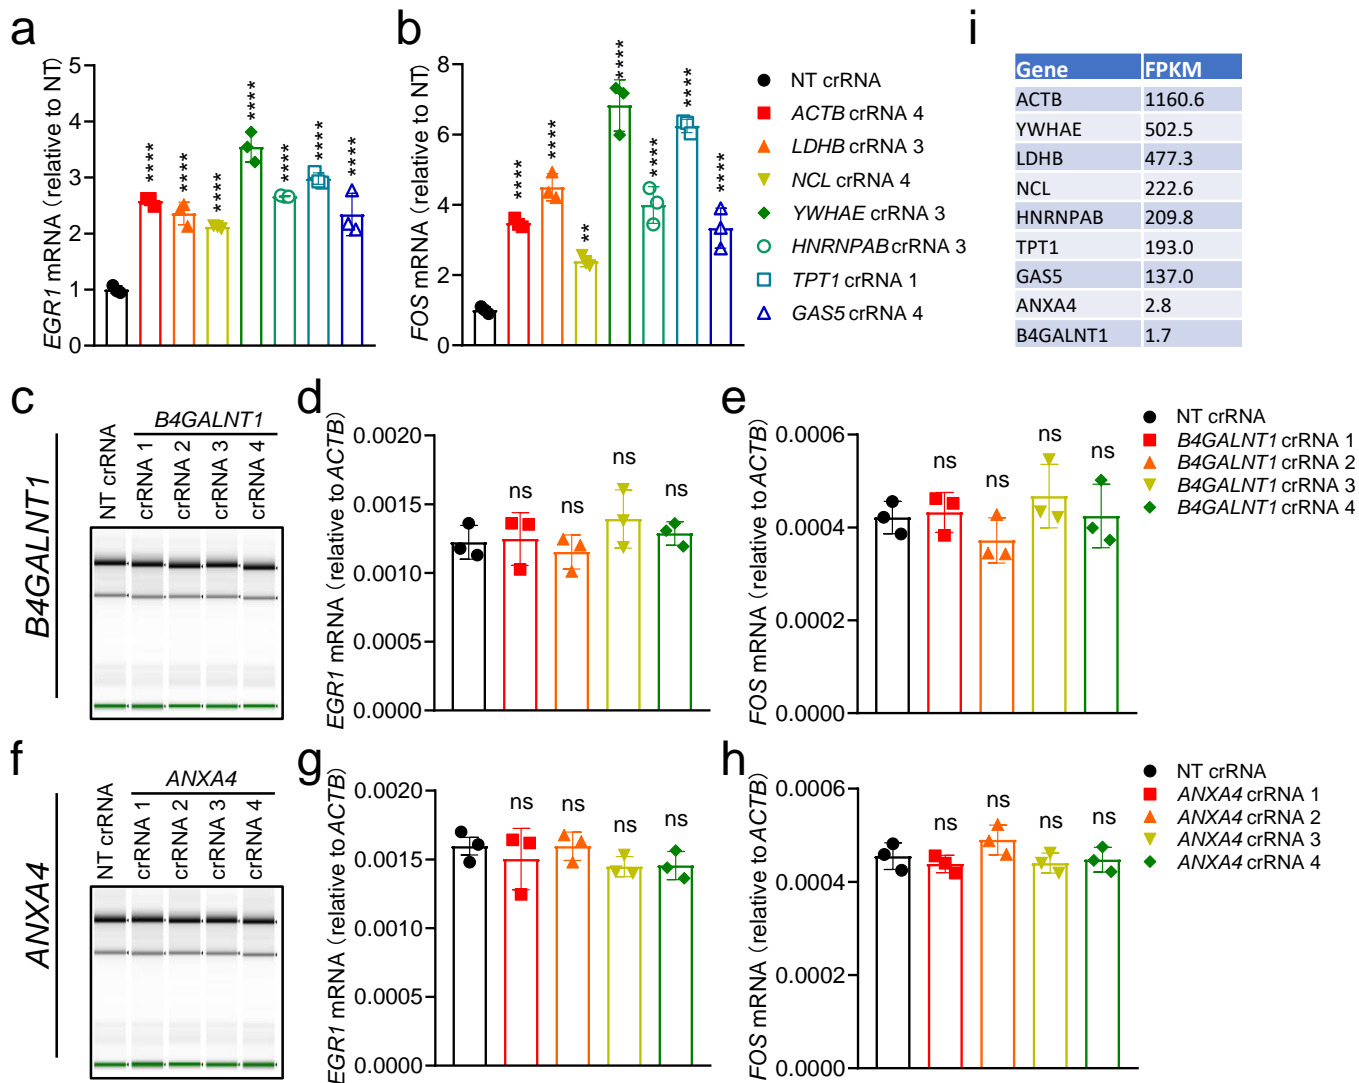 a
EGR1 mRNA (relative to NT)
5
4
3
2
1
0
****
****
****
****
****
****
****
b
FOS mRNA (relative to NT)
8
6
4
2
0
****
****
**
****
****
****
****
NT crRNA
ACTB crRNA 4
LDHB crRNA 3
NCL crRNA 4
YWHAE crRNA 3
HNRNPAB crRNA 3
TPT1 crRNA 1
GAS5 crRNA 4
i
Gene FPKM
ACTB 1160.6
YWHAE 502.5
LDHB 477.3
NCL 222.6
HNRNPAB 209.8
TPT1 193.0
GAS5 137.0
ANXA4 2.8
B4GALNT1 1.7
c
B4GALNT1
B4GALNT1
NT crRNA
crRNA 1
crRNA 2
crRNA 3
crRNA 4
d
EGR1 mRNA (relative to ACTB)
0.0020
0.0015
0.0010
0.0005
0.0000
ns
ns
ns
ns
e
FOS mRNA (relative to ACTB)
0.0006
0.0004
0.0002
0.0000
ns
ns
ns
ns
NT crRNA
B4GALNT1 crRNA 1
B4GALNT1 crRNA 2
B4GALNT1 crRNA 3
B4GALNT1 crRNA 4
f
ANXA4
ANXA4
NT crRNA
crRNA 1
crRNA 2
crRNA 3
crRNA 4
g
EGR1 mRNA (relative to ACTB)
0.0020
0.0015
0.0010
0.0005
0.0000
ns
ns
ns
ns
h
FOS mRNA (relative to ACTB)
0.0006
0.0004
0.0002
0.0000
ns
ns
ns
ns
NT crRNA
ANXA4 crRNA 1
ANXA4 crRNA 2
ANXA4 crRNA 3
ANXA4 crRNA 4